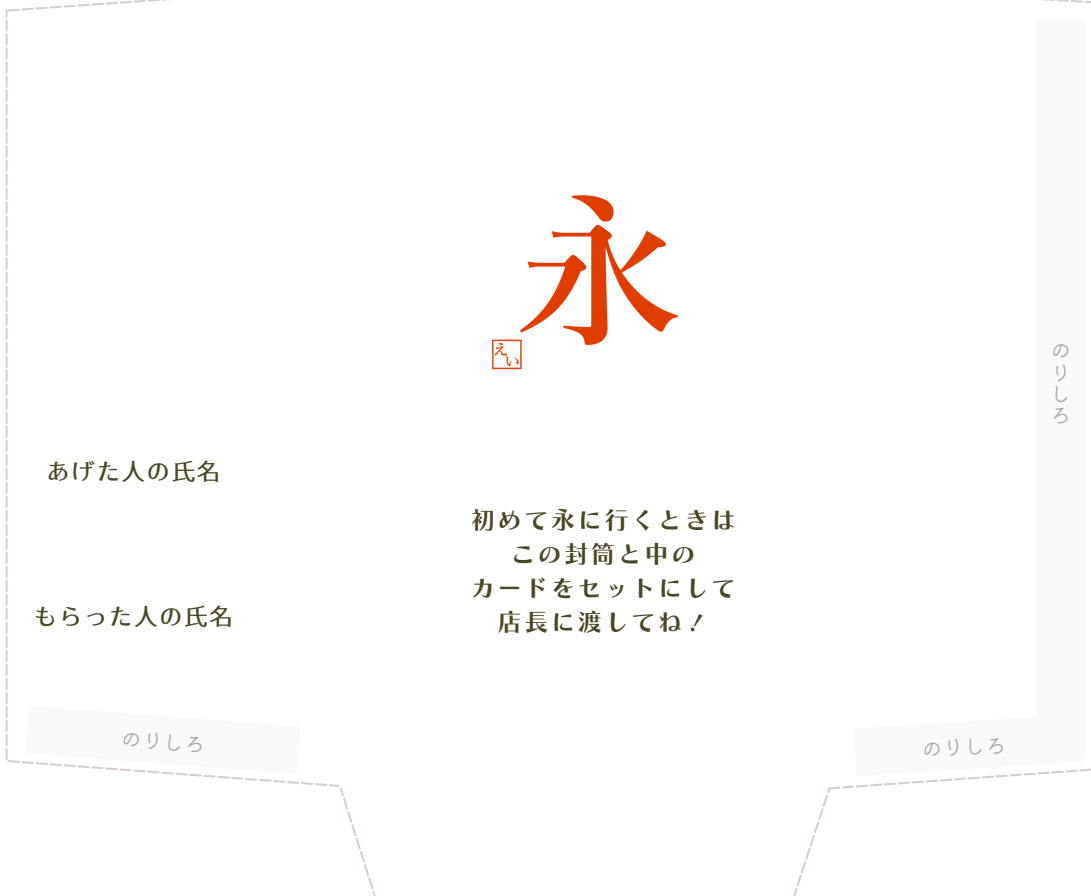 永
えい
のりしろ
あげた人の氏名
初めて永に行くときは
この封筒と中の
カードをセットにして
店長に渡してね！
もらった人の氏名
のりしろ
のりしろ